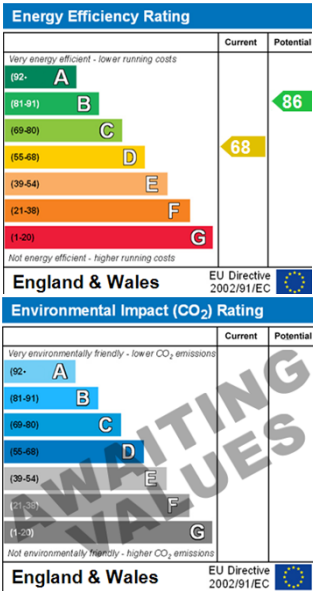 Energy Efficiency Rating
Current Potential
Very energy efficient - lower running costs
(92- A
(81-91) B
86
(69-80) C
(55-68) D
68
(39-54) E
(21-38) F
(1-20) G
Not energy efficient - higher running costs
England & Wales
EU Directive
2002/91/EC
Environmental Impact (CO2) Rating
Current Potential
Very environmentally friendly - lower CO2 emissions
(92- A
(81-91) B
(69-80) C
(55-68) D
(39-54) E
(21-38) F
(1-20) G
AWAITING
VALUES
Not environmentally friendly - higher CO2 emissions
England & Wales
EU Directive
2002/91/EC